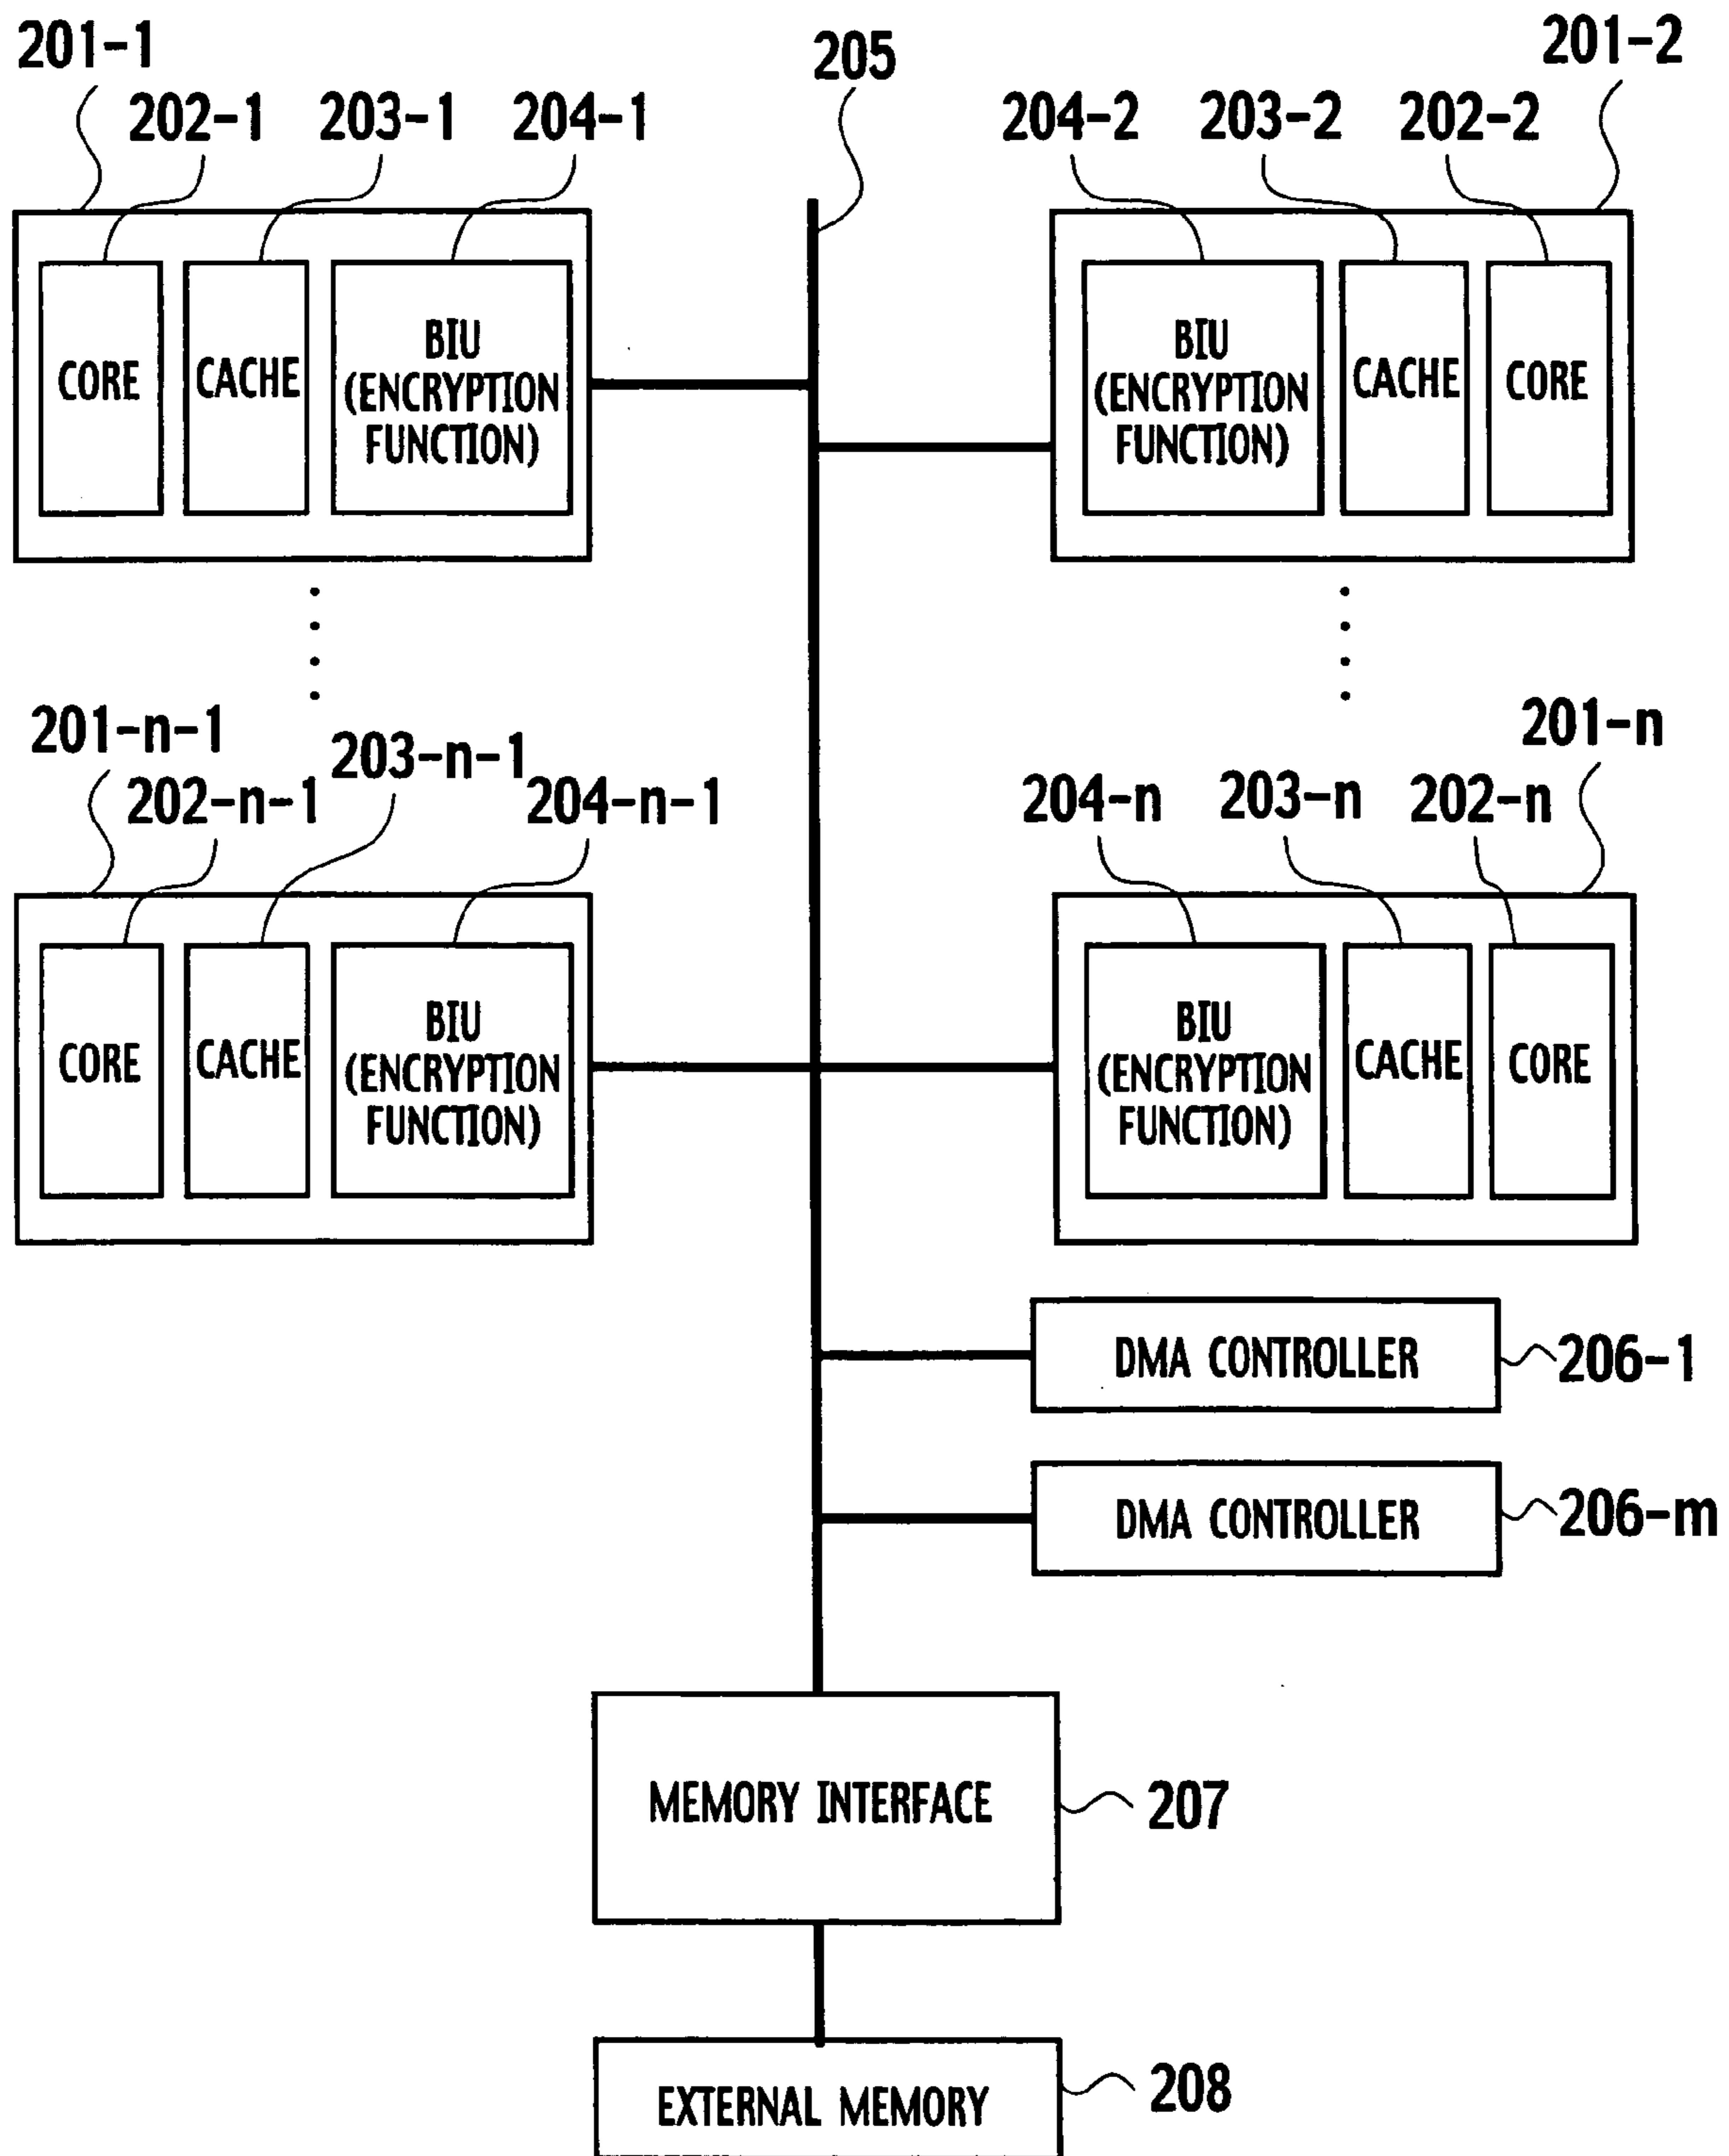 201-1
205
201-2
202-1 203-1 204-1
204-2 203-2 202-2
CORE
CACHE
BIU
(ENCRYPTION
FUNCTION)
BIU
(ENCRYPTION
FUNCTION)
CACHE
CORE
201-n-1
203-n-1
202-n-1
204-n-1
201-n
204-n 203-n 202-n
CORE
CACHE
BIU
(ENCRYPTION
FUNCTION)
BIU
(ENCRYPTION
FUNCTION)
CACHE
CORE
DMA CONTROLLER
206-1
DMA CONTROLLER
206-m
MEMORY INTERFACE
207
EXTERNAL MEMORY
208